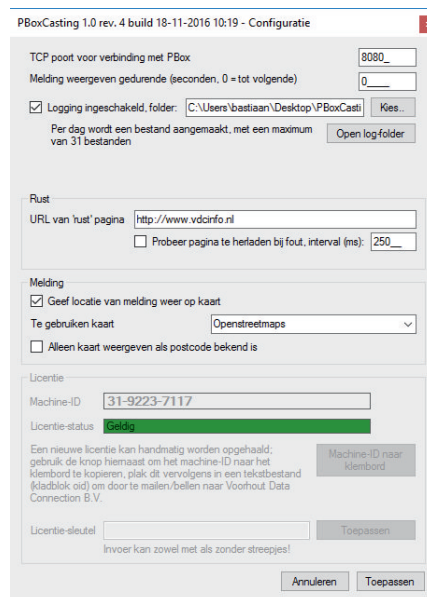 PBoxCasting 1.0 rev. 4 build 18-11-2016 10:19 - Configuratie
TCP poort voor verbinding met PBox 8080_
Melding weergeven gedurende (seconden, 0 = tot volgende) 0____
Logging ingeschakeld, folder: C:\Users\bastiaan\Desktop\PBoxCasti Kies..
Per dag wordt een bestand aangemaakt, met een maximum
van 31 bestanden
Open log-folder
Rust
URL van 'rust' pagina http://www.vdcinfo.nl
Probeer pagina te herladen bij fout, interval (ms): 250__
Melding
Geef locatie van melding weer op kaart
Te gebruiken kaart Openstreetmaps
Alleen kaart weergeven als postcode bekend is
Licentie
Machine-ID 31-9223-7117
Licentie-status Geldig
Een nieuwe licentie kan handmatig worden opgehaald;
gebruik de knop hiernaast om het machine-ID naar het
klembord te kopieren, plak dit vervolgens in een tekstbestand
(kladblok oid) om door te mailen/bellen naar Voorhout Data
Connection B.V.
Machine-ID naar
klembord
Licentie-sleutel Toepassen
Invoer kan zowel met als zonder streepjes!
Annuleren Toepassen